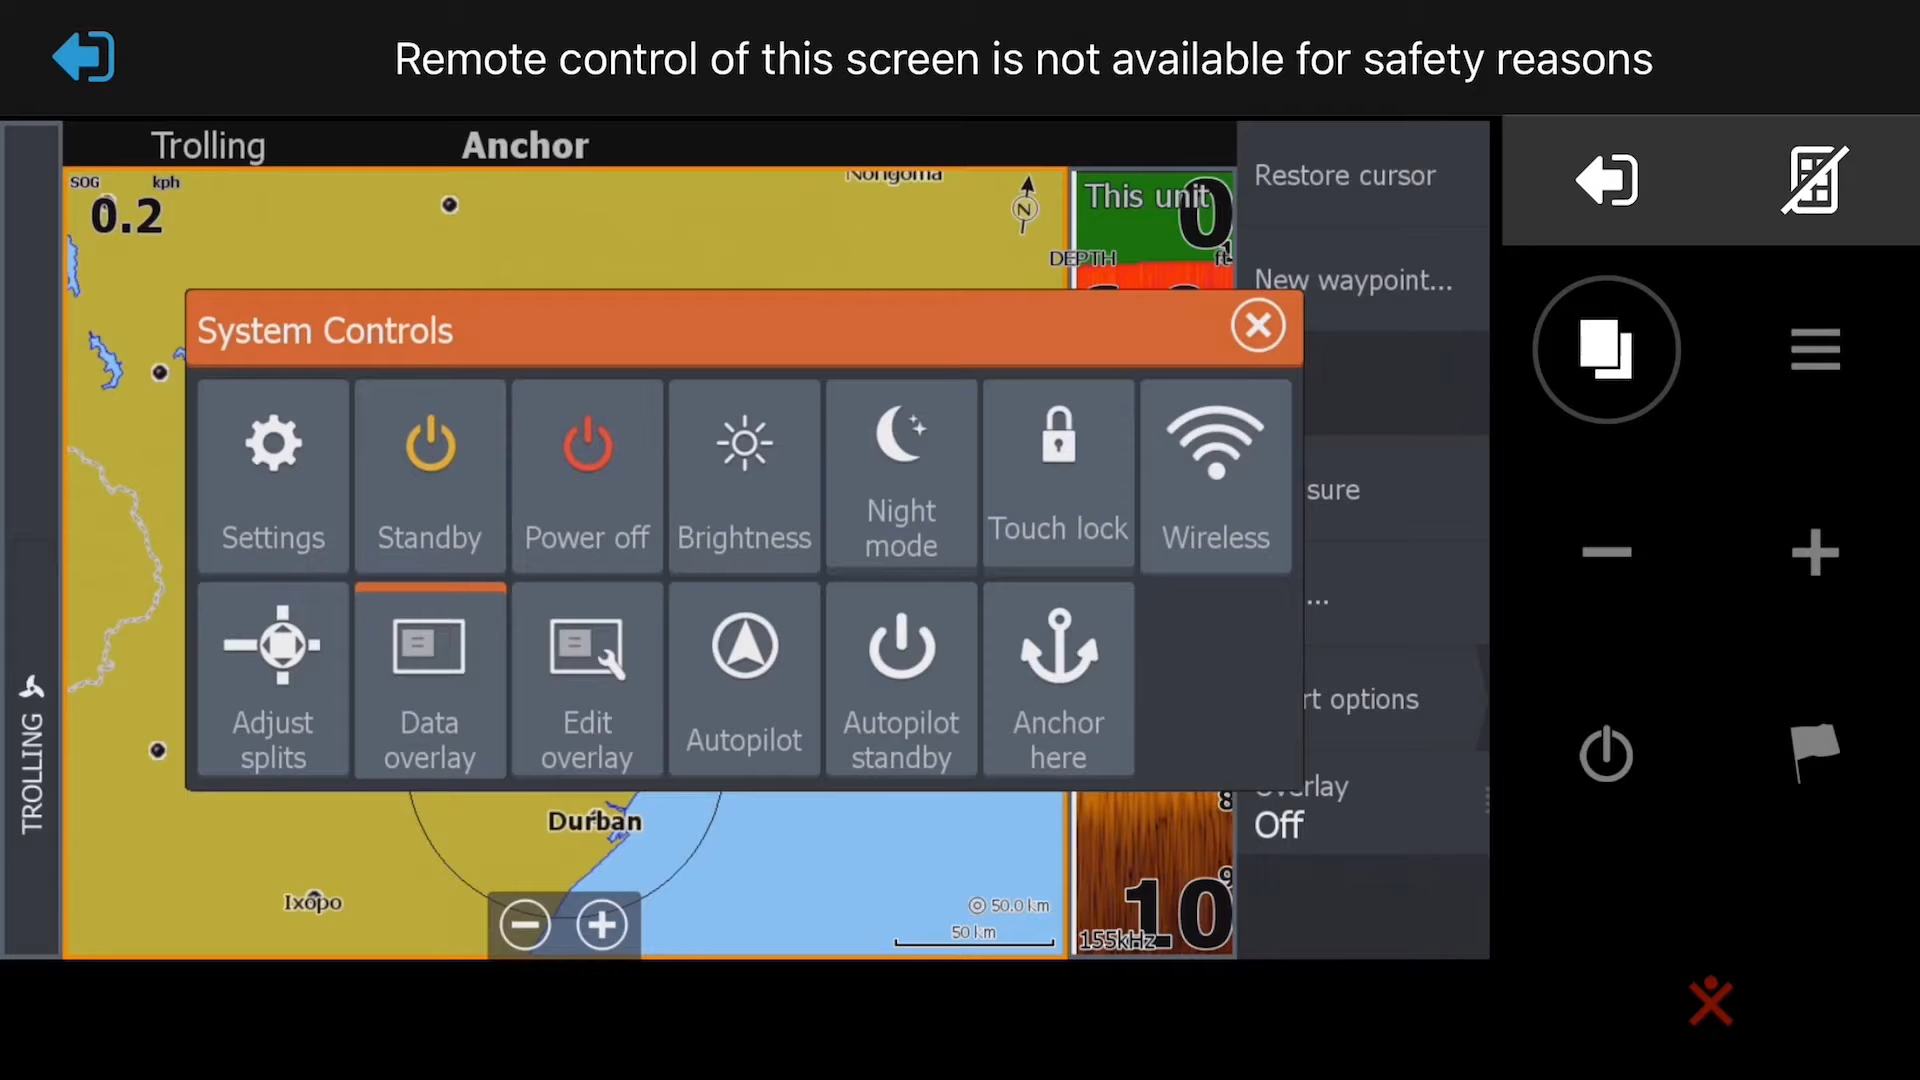 Remote control of this screen is not available for safety reasons
Trolling
Anchor
SOG
kph
0.2
N
This unit
0
DEPTH
ft
Restore cursor
New waypoint...
System Controls
Settings
Standby
Power off
Brightness
Night
mode
Touch lock
Wireless
sure
...
Adjust
splits
Data
overlay
Edit
overlay
Autopilot
Autopilot
standby
Anchor
here
rt options
Off
TROLLING
Durban
Ixopo
50.0 km
50 km
8
9
10
155kHz